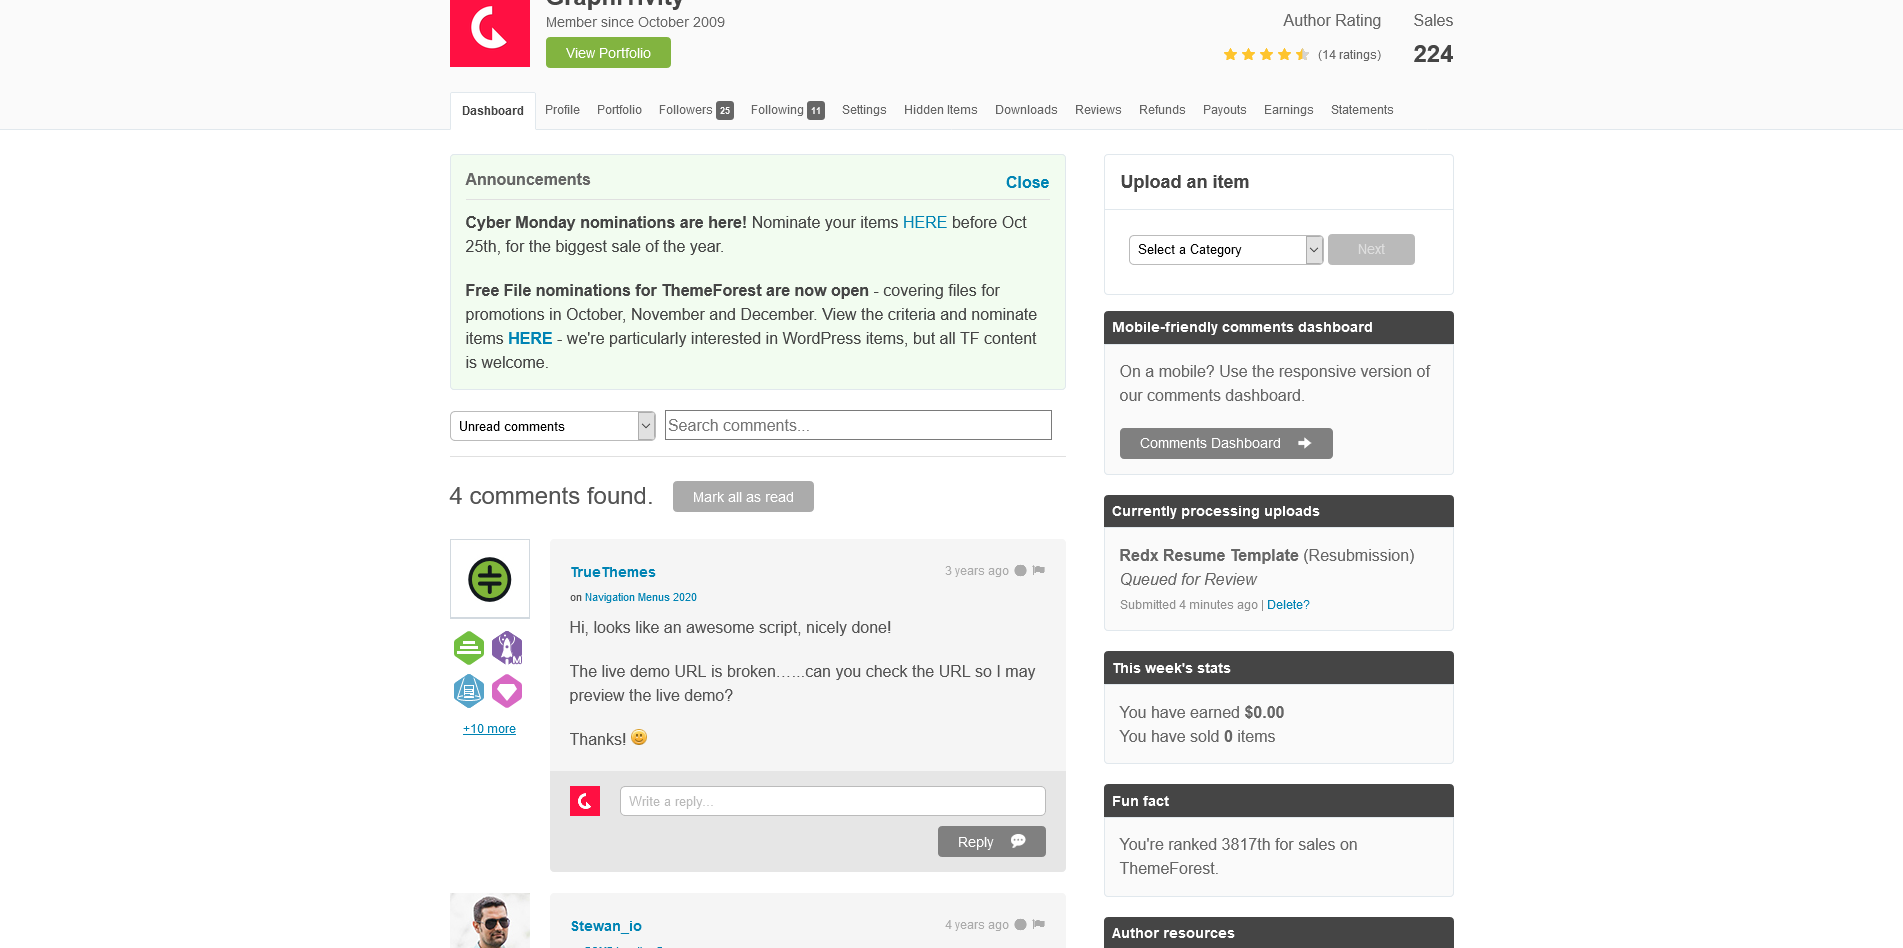 Member since October 2009
View Portfolio
Author Rating
Sales
(14 ratings)
224
Dashboard
Profile
Portfolio
Followers 25
Following 11
Settings
Hidden Items
Downloads
Reviews
Refunds
Payouts
Earnings
Statements
Announcements
Close
Cyber Monday nominations are here! Nominate your items HERE before Oct
25th, for the biggest sale of the year.
Free File nominations for ThemeForest are now open - covering files for
promotions in October, November and December. View the criteria and nominate
items HERE - we're particularly interested in WordPress items, but all TF content
is welcome.
Unread comments
Search comments...
4 comments found.
Mark all as read
TrueThemes
3 years ago
on Navigation Menus 2020
Hi, looks like an awesome script, nicely done!
The live demo URL is broken……can you check the URL so I may
preview the live demo?
Thanks!
M
+10 more
Write a reply...
Reply
Stewan_io
4 years ago
Upload an item
Select a Category
Next
Mobile-friendly comments dashboard
On a mobile? Use the responsive version of
our comments dashboard.
Comments Dashboard
Currently processing uploads
Redx Resume Template (Resubmission)
Queued for Review
Submitted 4 minutes ago | Delete?
This week's stats
You have earned $0.00
You have sold 0 items
Fun fact
You're ranked 3817th for sales on
ThemeForest.
Author resources